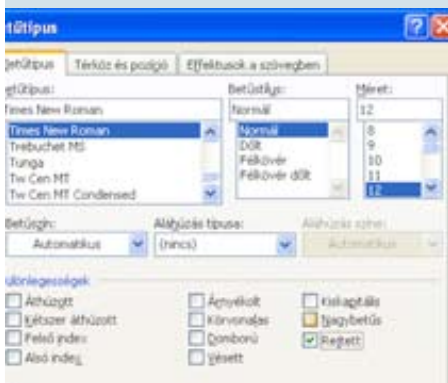 etűtípus
Betűtípus Térköz és pozíció Effektusok a szövegben
Betűtípus: Betűstílus: Méret:
Times New Roman Normál 12
Times New Roman Normál 8
Trebuchet MS Dőlt 9
Tunga Félkövér 10
Tw Cen MT Félkövér dőlt 11
Tw Cen MT Condensed 12
Betűszín: Aláhúzás típusa: Aláhúzás színe:
Automatikus (nincs) Automatikus
ülönlegességek
Áthúzott Árnyékolt Kiskapitális
Kétszer áthúzott Körvonalas Nagybetűs
Felső index Domború Rejtett
Alsó index Vésett